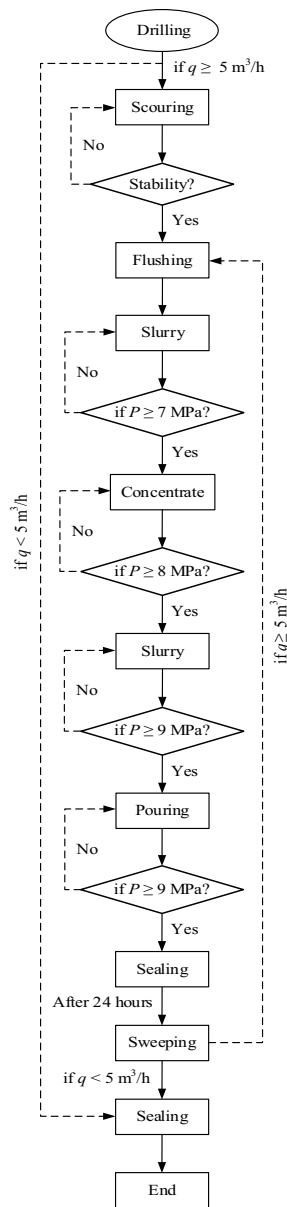 Drilling
if q ≥ 5 m³/h
Scouring
No
Stability?
Yes
Flushing
Slurry
No
if P ≥ 7 MPa?
Yes
Concentrate
No
if P ≥ 8 MPa?
Yes
if q < 5 m³/h
if q ≥ 5 m³/h
Slurry
No
if P ≥ 9 MPa?
Yes
Pouring
No
if P ≥ 9 MPa?
Yes
Sealing
After 24 hours
Sweeping
if q < 5 m³/h
Sealing
End